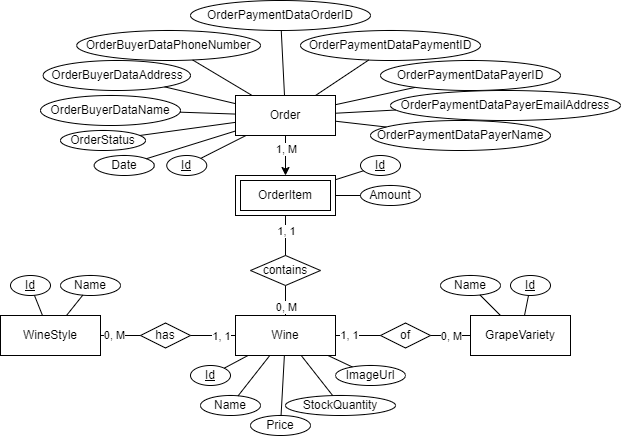 OrderPaymentDataOrderID
OrderBuyerDataPhoneNumber
OrderPaymentDataPaymentID
OrderBuyerDataAddress
OrderPaymentDataPayerID
OrderBuyerDataName
OrderPaymentDataPayerEmailAddress
Order
OrderStatus
OrderPaymentDataPayerName
Date
Id
1, M
OrderItem
Id
Amount
1, 1
contains
0, M
Id
Name
Name
Id
WineStyle
0, M
has
1, 1
Wine
1, 1
of
0, M
GrapeVariety
Id
ImageUrl
Name
StockQuantity
Price